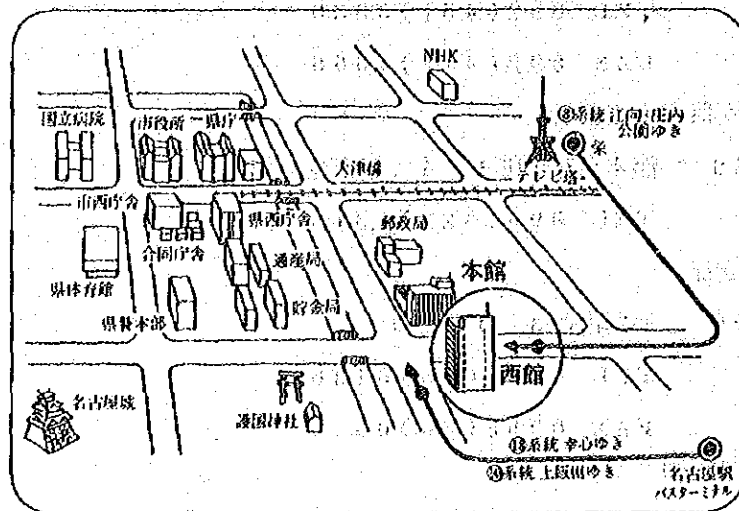 NHK
国立病院
市役所
県庁
大津橋
テレビ塔
栄
⑧系統 江向・庄内
公園ゆき
市西庁舎
県西庁舎
合同庁舎
郵政局
通産局
本館
県体育館
貯金局
県警本部
西館
名古屋城
護国神社
⑬系統 幸心ゆき
⑭系統 上飯田ゆき
名古屋駅
バスターミナル